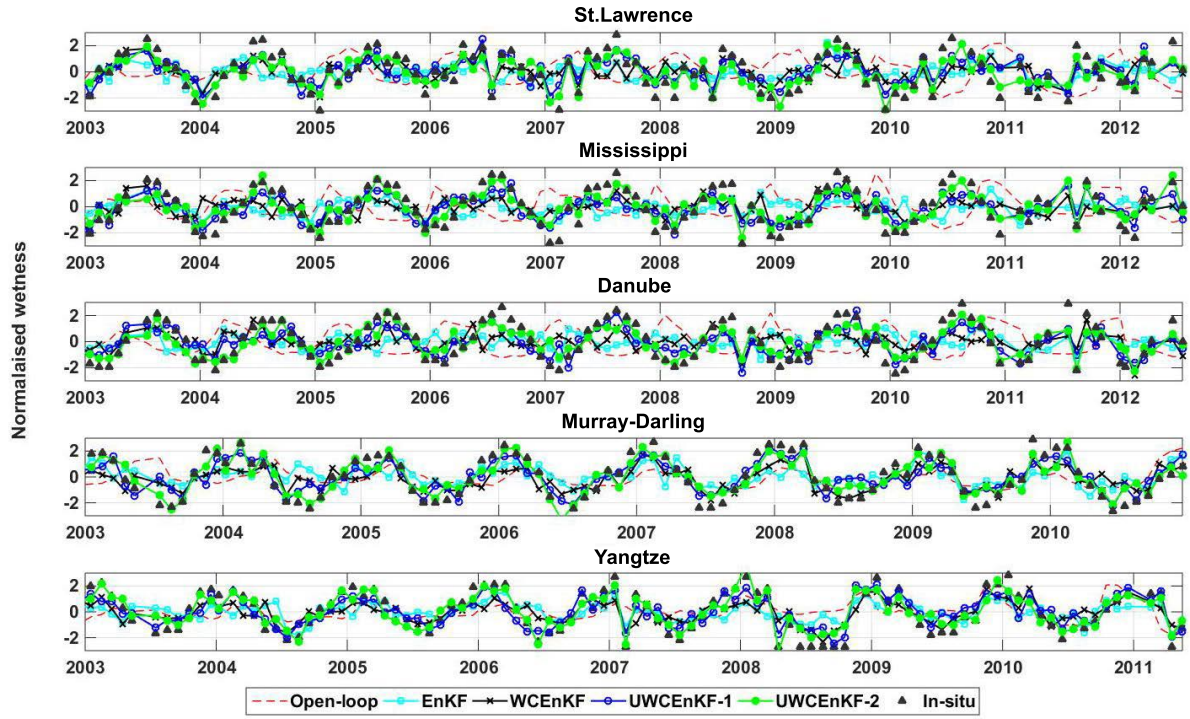 St.Lawrence
2
0
-2
2003 2004 2005 2006 2007 2008 2009 2010 2011 2012
Mississippi
2
0
-2
2003 2004 2005 2006 2007 2008 2009 2010 2011 2012
Danube
2
0
-2
2003 2004 2005 2006 2007 2008 2009 2010 2011 2012
Normalaised wetness
Murray-Darling
2
0
-2
2003 2004 2005 2006 2007 2008 2009 2010
Yangtze
2
0
-2
2003 2004 2005 2006 2007 2008 2009 2010 2011
Open-loop EnKF WCEnKF UWCEnKF-1 UWCEnKF-2 In-situ